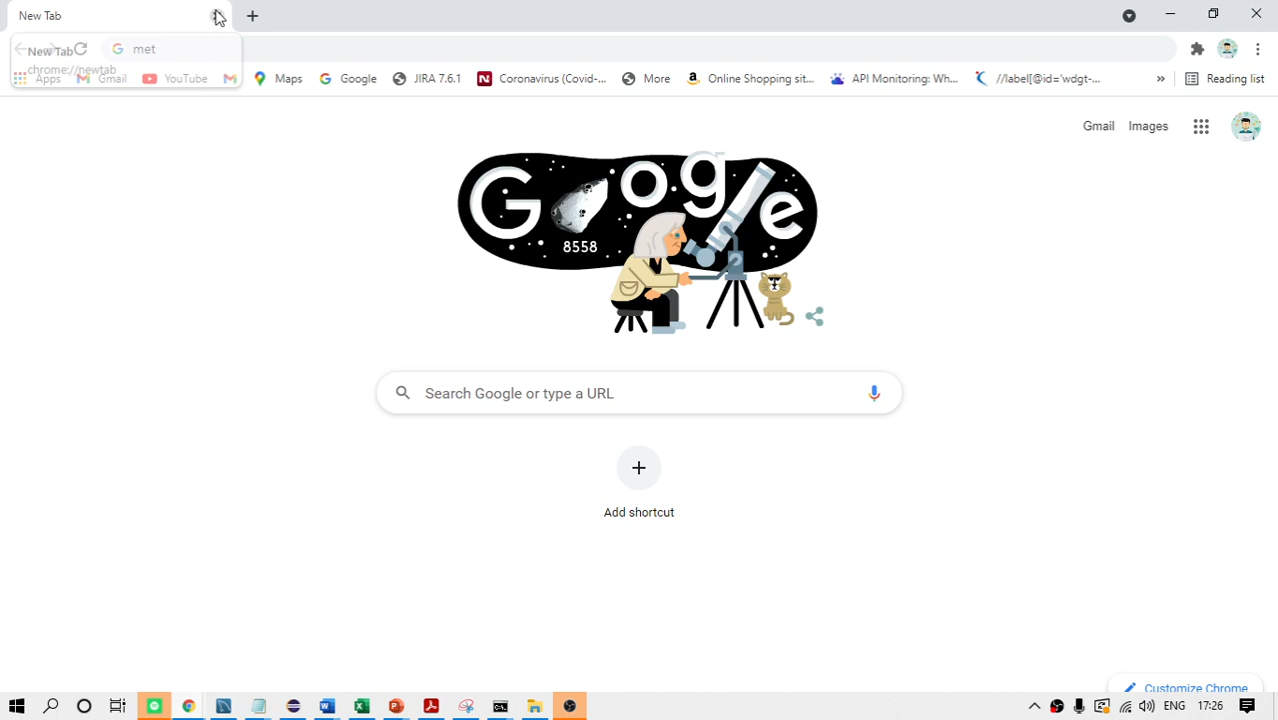 New Tab
met
New Tab
chrome://newtab
Apps Gmail YouTube Maps Google JIRA 7.6.1 Coronavirus (Covid-... More Online Shopping sit... API Monitoring: Wh... //label[@id='wdgt-... » Reading list
Gmail Images
Google
8558
Search Google or type a URL
Add shortcut
Customize Chrome
ENG 17:26